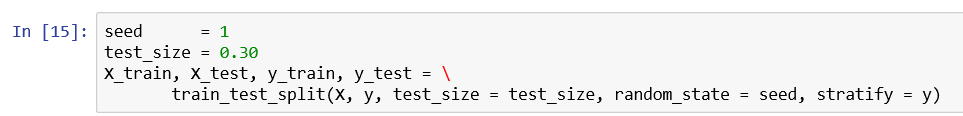 In [15]: seed      = 1
test_size = 0.30
X_train, X_test, y_train, y_test = \
       train_test_split(X, y, test_size = test_size, random_state = seed, stratify = y)